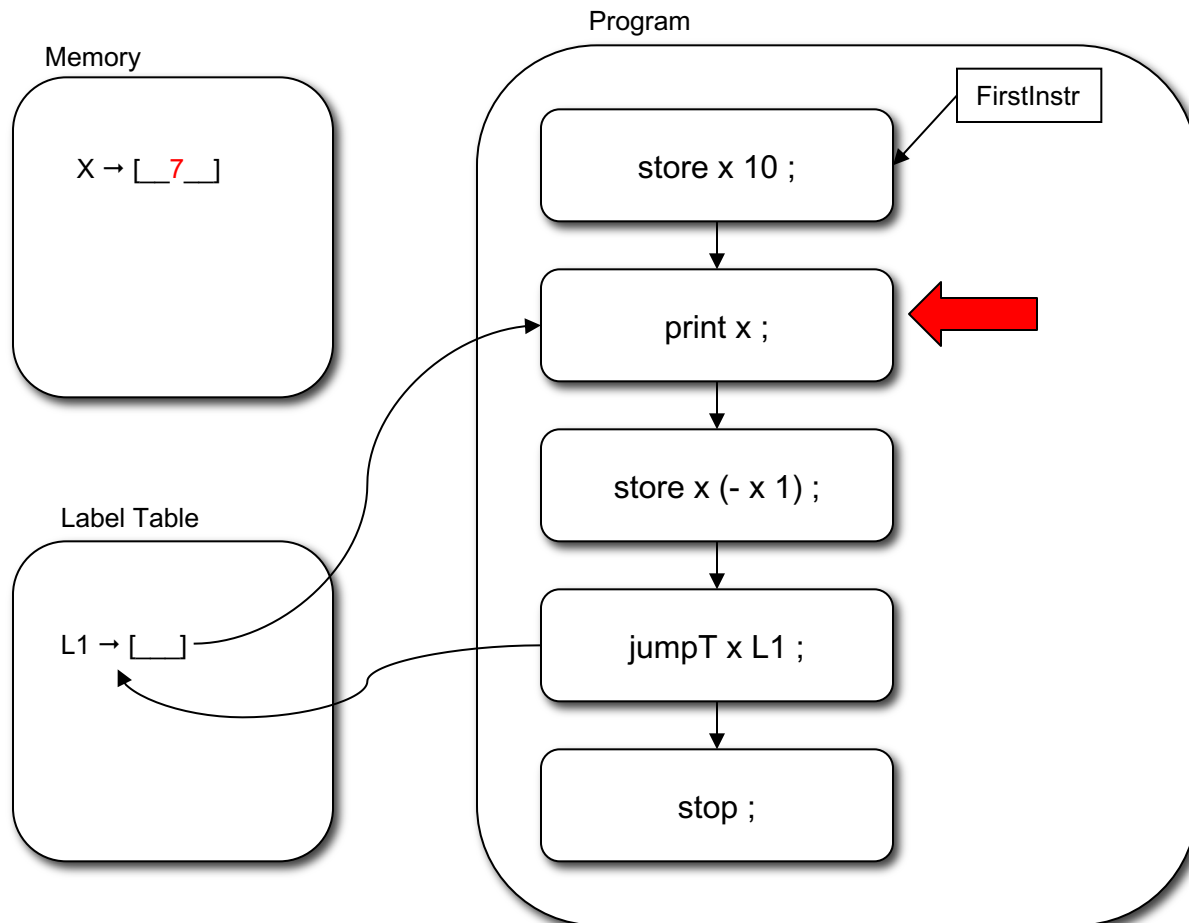 Program
Memory
FirstInstr
X → [__7__]
store x 10 ;
print x ;
store x (- x 1) ;
Label Table
L1 → [___]
jumpT x L1 ;
stop ;